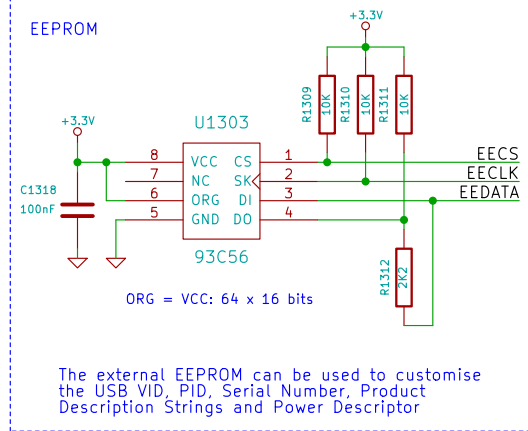 EEPROM
+3.3V
R1309
10K
R1310
10K
R1311
10K
U1303
+3.3V
8 VCC CS 1 EECS
7 NC SK 2 EECLK
6 ORG DI 3 EEDATA
5 GND DO 4
C1318
100nF
93C56
R1312
2K2
ORG = VCC: 64 x 16 bits
The external EEPROM can be used to customise
the USB VID, PID, Serial Number, Product
Description Strings and Power Descriptor